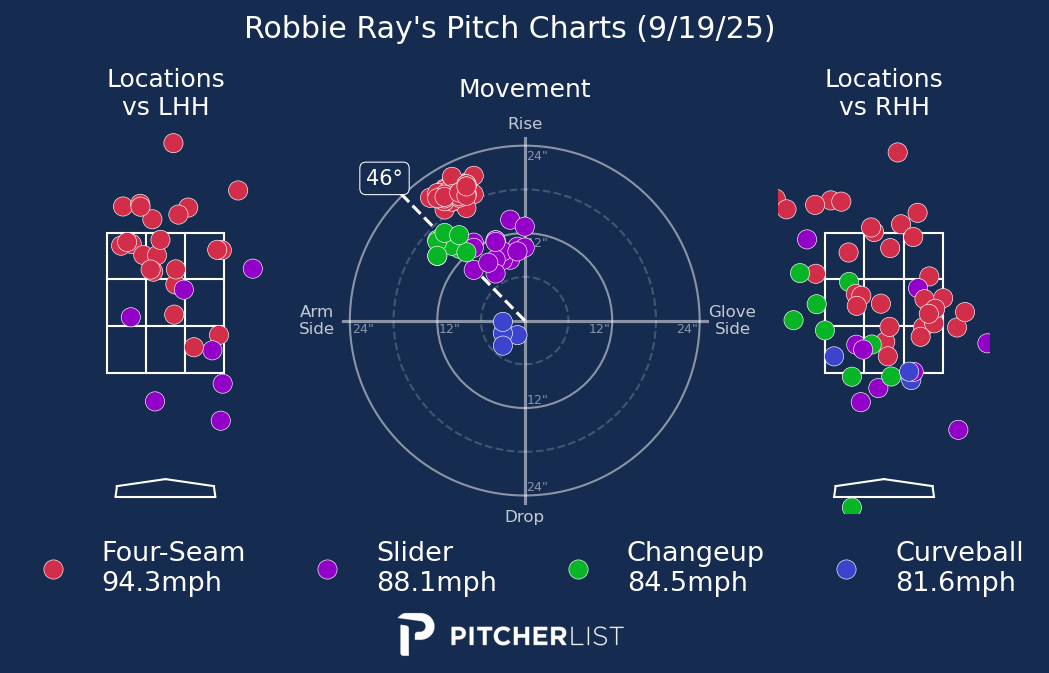 Robbie Ray's Pitch Charts (9/19/25)
Locations
vs LHH
Movement
Locations
vs RHH
Rise
24"
46°
12"
Arm
Side
24"
12"
12"
24"
Glove
Side
12"
24"
Drop
Four-Seam
94.3mph
Slider
88.1mph
Changeup
84.5mph
Curveball
81.6mph
PITCHERLIST